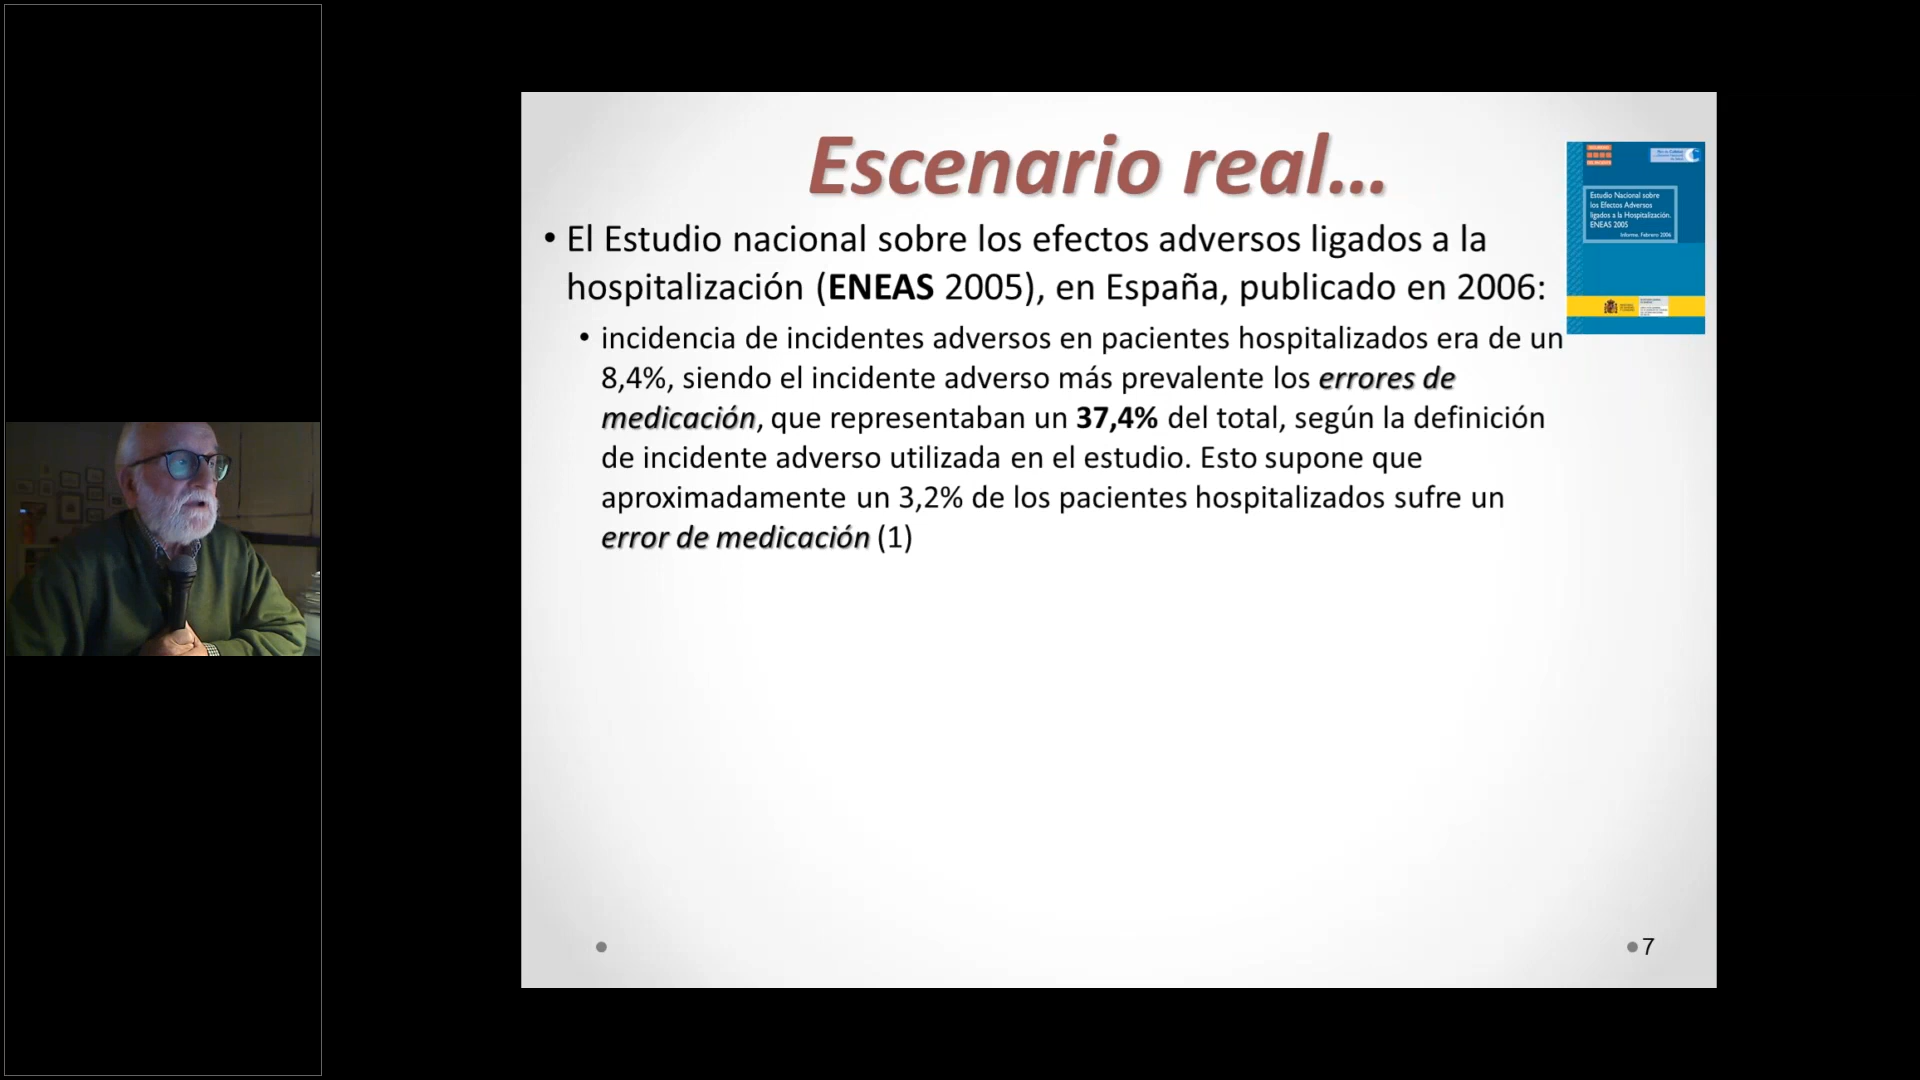 Escenario real...
• El Estudio nacional sobre los efectos adversos ligados a la
hospitalización (ENEAS 2005), en España, publicado en 2006:
• incidencia de incidentes adversos en pacientes hospitalizados era de un
8,4%, siendo el incidente adverso más prevalente los errores de
medicación, que representaban un 37,4% del total, según la definición
de incidente adverso utilizada en el estudio. Esto supone que
aproximadamente un 3,2% de los pacientes hospitalizados sufre un
error de medicación (1)
Estudio Nacional sobre
los Efectos Adversos
ligados a la Hospitalización.
ENEAS 2005
Informe. Febrero 2006
7